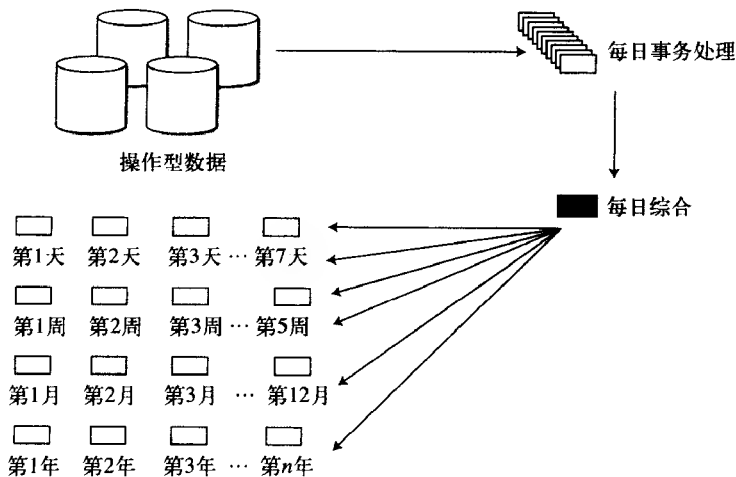 每日事务处理
操作型数据
每日综合
第1天 第2天 第3天 … 第7天
第1周 第2周 第3周 … 第5周
第1月 第2月 第3月 … 第12月
第1年 第2年 第3年 … 第n年